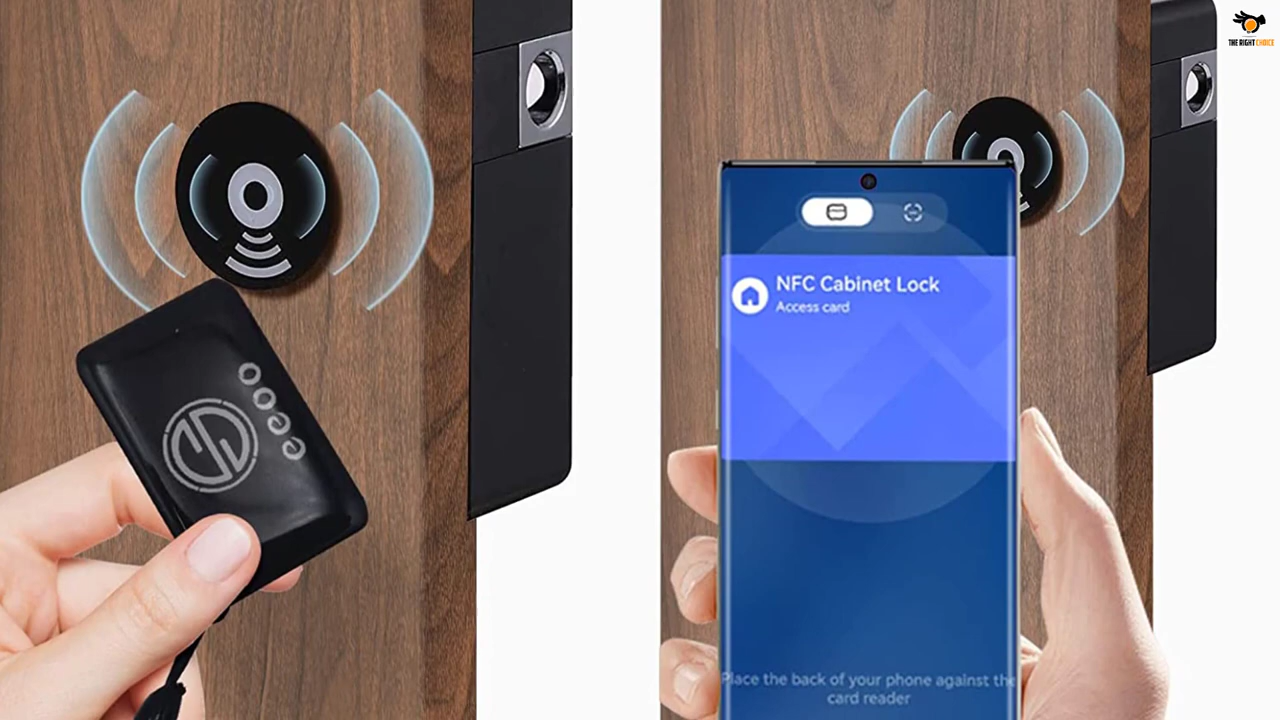 THE RIGHT CHOICE
NFC Cabinet Lock
Access card
Place the back of your phone against the
card reader